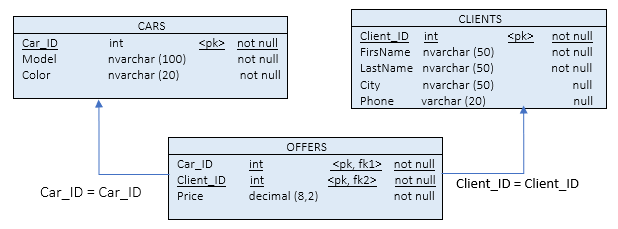 CARS
Car_ID int <pk> not null
Model nvarchar (100) not null
Color nvarchar (20) not null
CLIENTS
Client_ID int <pk> not null
FirsName nvarchar (50) not null
LastName nvarchar (50) not null
City nvarchar (50) null
Phone varchar (20) null
OFFERS
Car_ID int <pk, fk1> not null
Client_ID int <pk, fk2> not null
Price decimal (8,2) not null
Car_ID = Car_ID
Client_ID = Client_ID